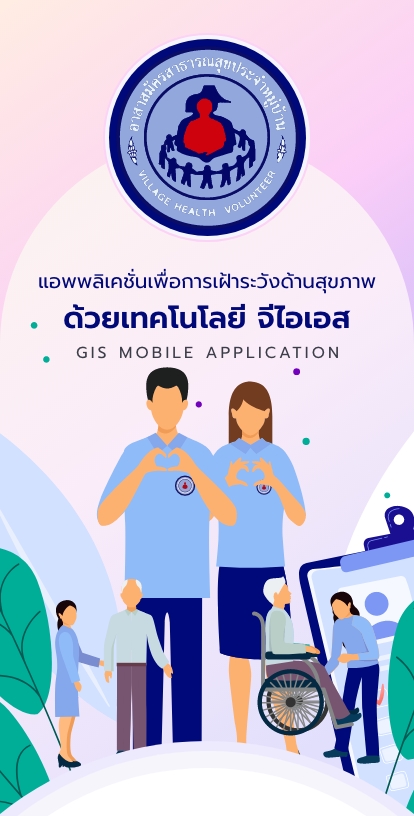 อาสาสมัครสาธารณสุขประจำหมู่บ้าน
VILLAGE HEALTH VOLUNTEER
แอพพลิเคชั่นเพื่อการเฝ้าระวังด้านสุขภาพ
ด้วยเทคโนโลยี จีไอเอส
GIS MOBILE APPLICATION